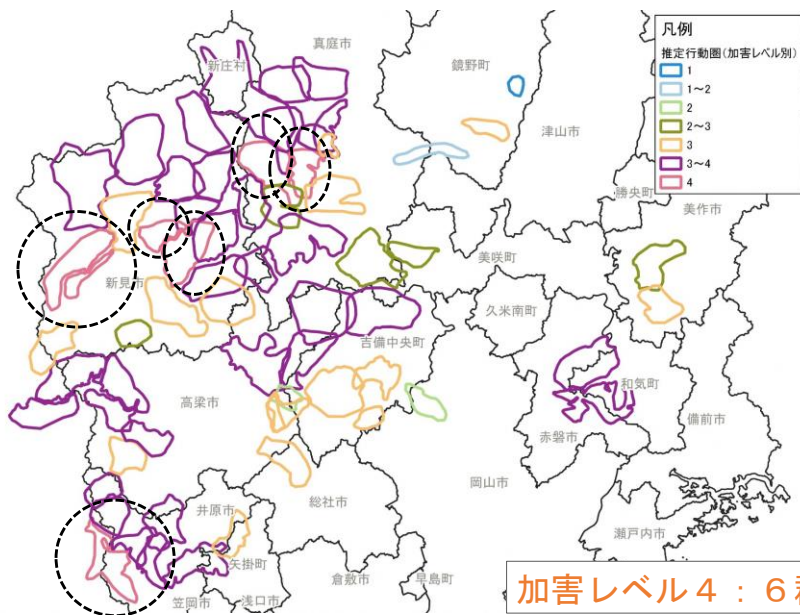 真庭市
新庄村
鏡野町
津山市
勝央町
美作市
新見市
美咲町
久米南町
吉備中央町
高梁市
和気町
備前市
赤磐市
岡山市
井原市
総社市
瀬戸内市
矢掛町
倉敷市
早島町
笠岡市
浅口市
凡例
推定行動圏(加害レベル別)
1
1～2
2
2～3
3
3～4
4
加害レベル４：６